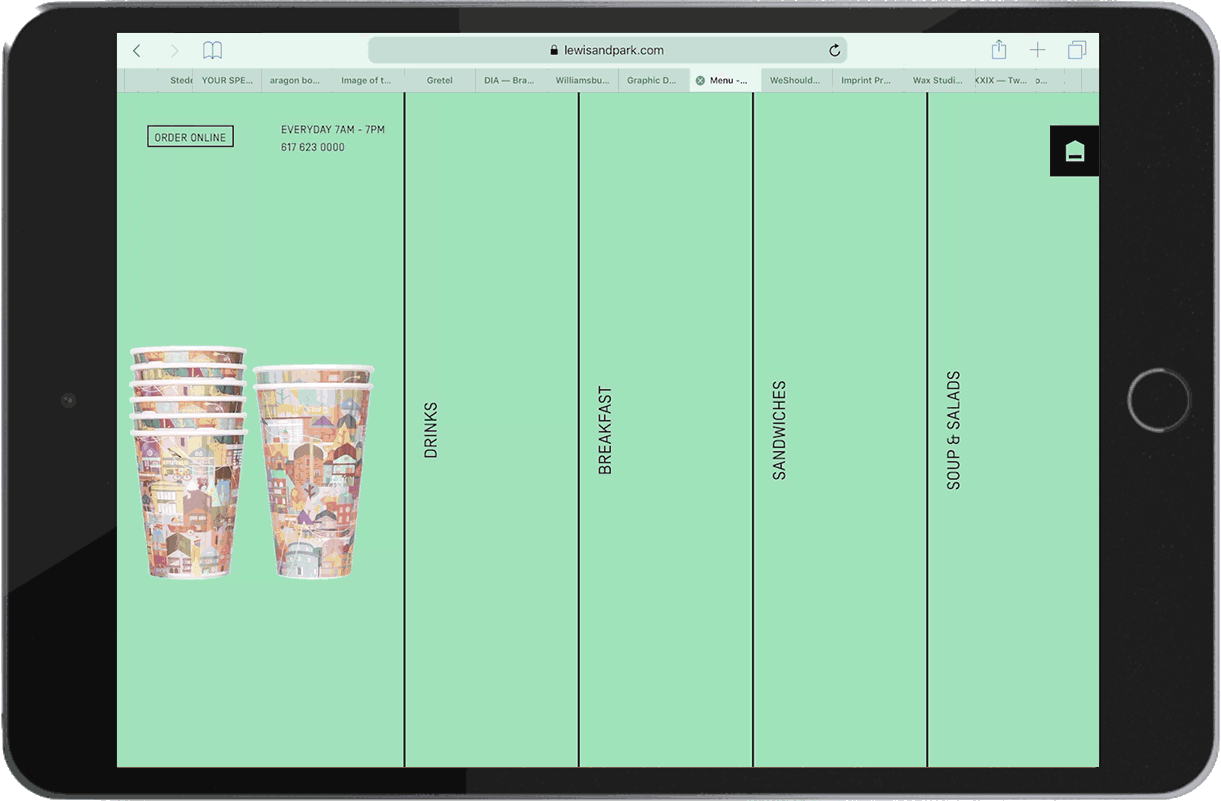 lewisandpark.com
Stede
YOUR SPE...
aragon bo...
Image of t...
Gretel
DIA — Bra...
Williamsbu...
Graphic D...
Menu -...
WeShould...
Imprint Pr...
Wax Studi...
XXIX — Tw...
o...
ORDER ONLINE
EVERYDAY 7AM - 7PM
617 623 0000
DRINKS
BREAKFAST
SANDWICHES
SOUP & SALADS